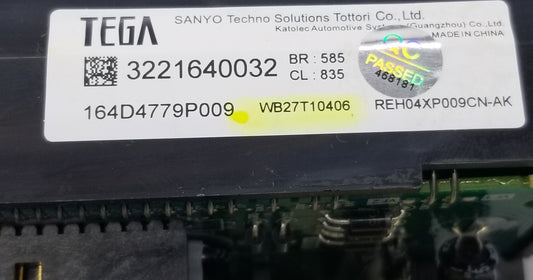 TEGA
SANYO Techno Solutions Tottori Co.,Ltd.
Katolec Automotive Systems (Guangzhou) Co.,Ltd.
MADE IN CHINA
3221640032
BR : 585
CL : 835
QC
PASSED
468181
164D4779P009
WB27T10406
REH04XP009CN-AK